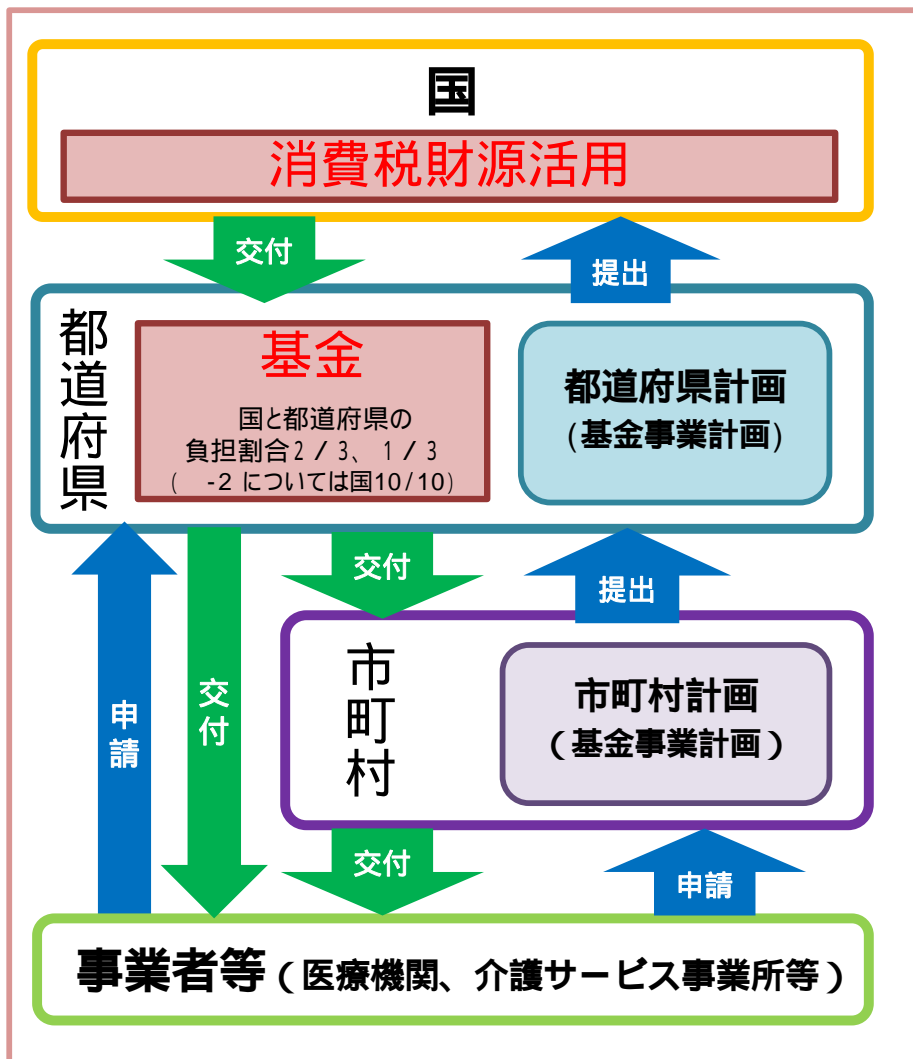 国
消費税財源活用
交付
提出
都道府県
基金
国と都道府県の
負担割合2/3、1/3
( -2 については国10/10)
都道府県計画
(基金事業計画)
交付
提出
申請
交付
市町村
市町村計画
(基金事業計画)
交付
申請
事業者等(医療機関、介護サービス事業所等)